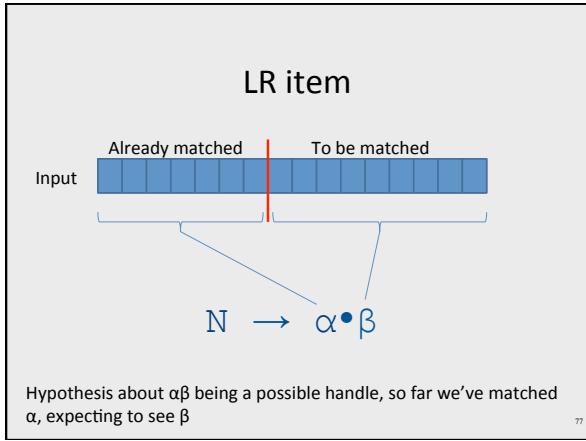 LR item
Already matched To be matched
Input
N → α•β
Hypothesis about αβ being a possible handle, so far we’ve matched
α, expecting to see β
77